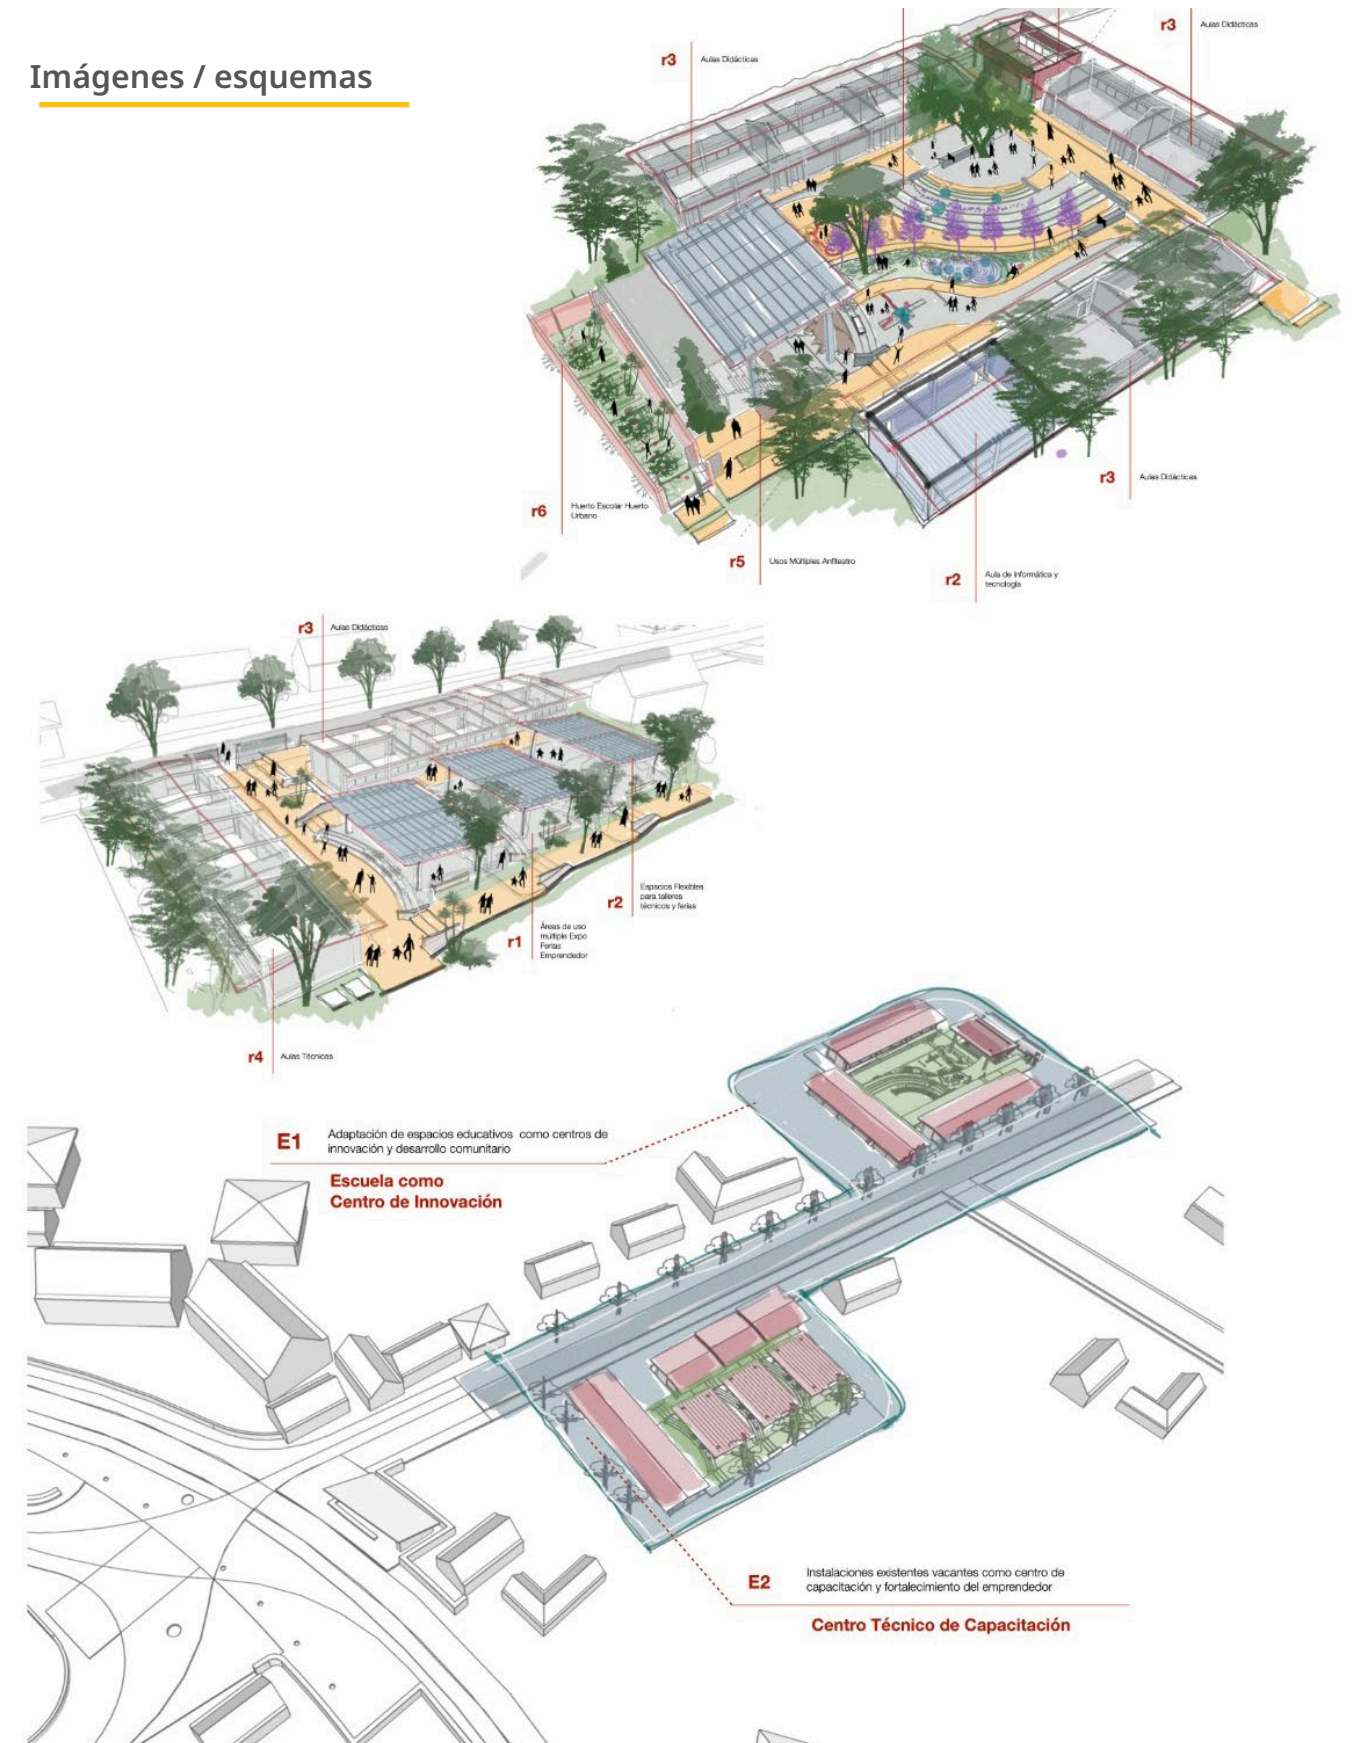 Imágenes / esquemas
r3 Aulas Didácticas
r3 Aulas Didácticas
r3 Aulas Didácticas
r6 Huerto Escolar Huerto
Urbano
r5 Usos Múltiples Anfiteatro
r2 Aula de informática y
tecnología
r3 Aulas Didácticas
r2 Espacios Flexibles
para talleres
técnicos y ferias
r1 Áreas de uso
múltiple Expo
Ferias
Emprendedor
r4 Aulas Técnicas
E1 Adaptación de espacios educativos como centros de
innovación y desarrollo comunitario
Escuela como
Centro de Innovación
E2 Instalaciones existentes vacantes como centro de
capacitación y fortalecimiento del emprendedor
Centro Técnico de Capacitación